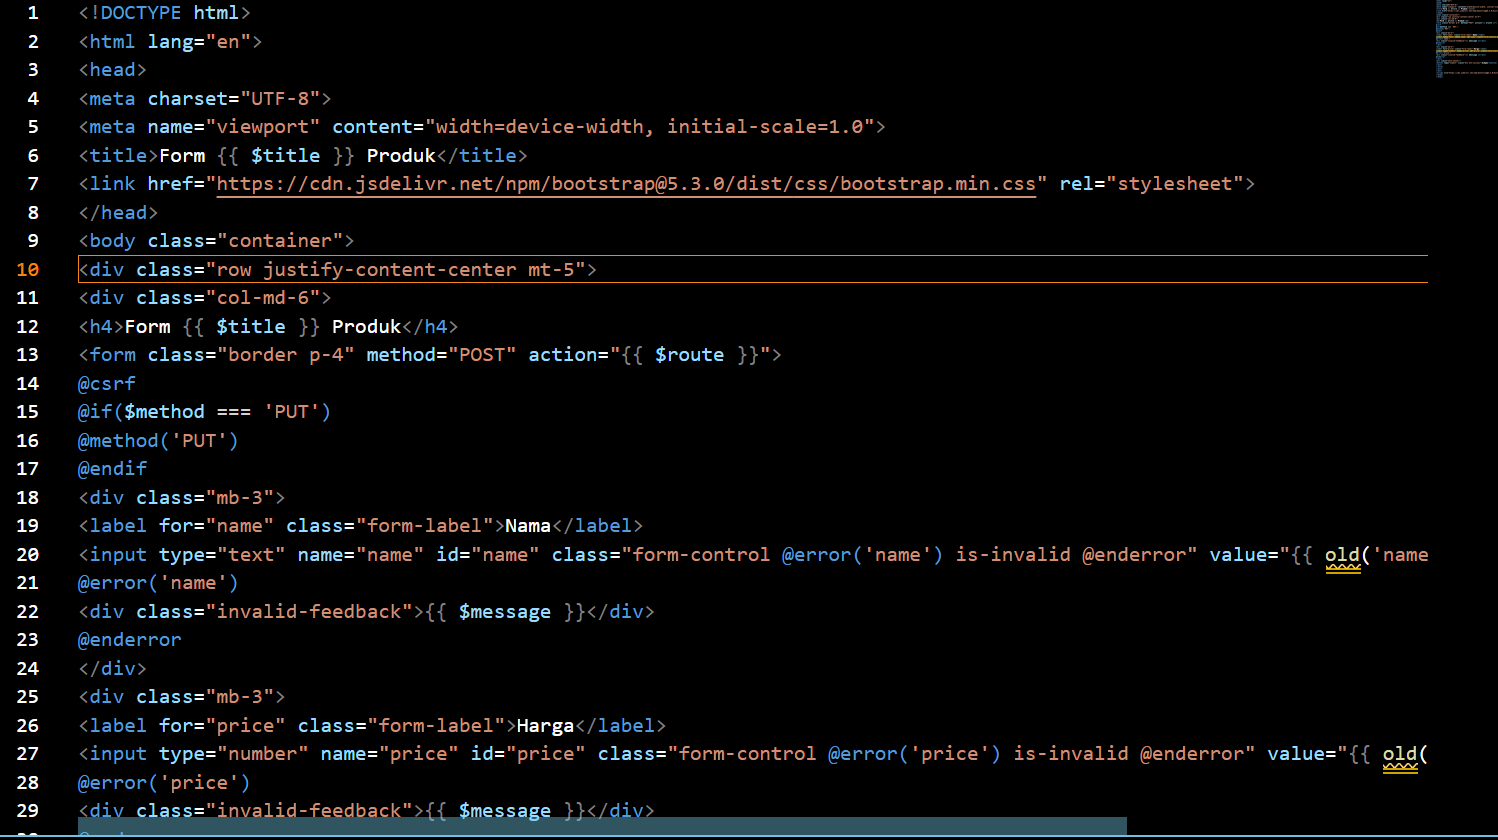 1 <!DOCTYPE html>
2 <html lang="en">
3 <head>
4 <meta charset="UTF-8">
5 <meta name="viewport" content="width=device-width, initial-scale=1.0">
6 <title>Form {{ $title }} Produk</title>
7 <link href="https://cdn.jsdelivr.net/npm/bootstrap@5.3.0/dist/css/bootstrap.min.css" rel="stylesheet">
8 </head>
9 <body class="container">
10 <div class="row justify-content-center mt-5">
11 <div class="col-md-6">
12 <h4>Form {{ $title }} Produk</h4>
13 <form class="border p-4" method="POST" action="{{ $route }}">
14 @csrf
15 @if($method === 'PUT')
16 @method('PUT')
17 @endif
18 <div class="mb-3">
19 <label for="name" class="form-label">Nama</label>
20 <input type="text" name="name" id="name" class="form-control @error('name') is-invalid @enderror" value="{{ old('name
21 @error('name')
22 <div class="invalid-feedback">{{ $message }}</div>
23 @enderror
24 </div>
25 <div class="mb-3">
26 <label for="price" class="form-label">Harga</label>
27 <input type="number" name="price" id="price" class="form-control @error('price') is-invalid @enderror" value="{{ old(
28 @error('price')
29 <div class="invalid-feedback">{{ $message }}</div>